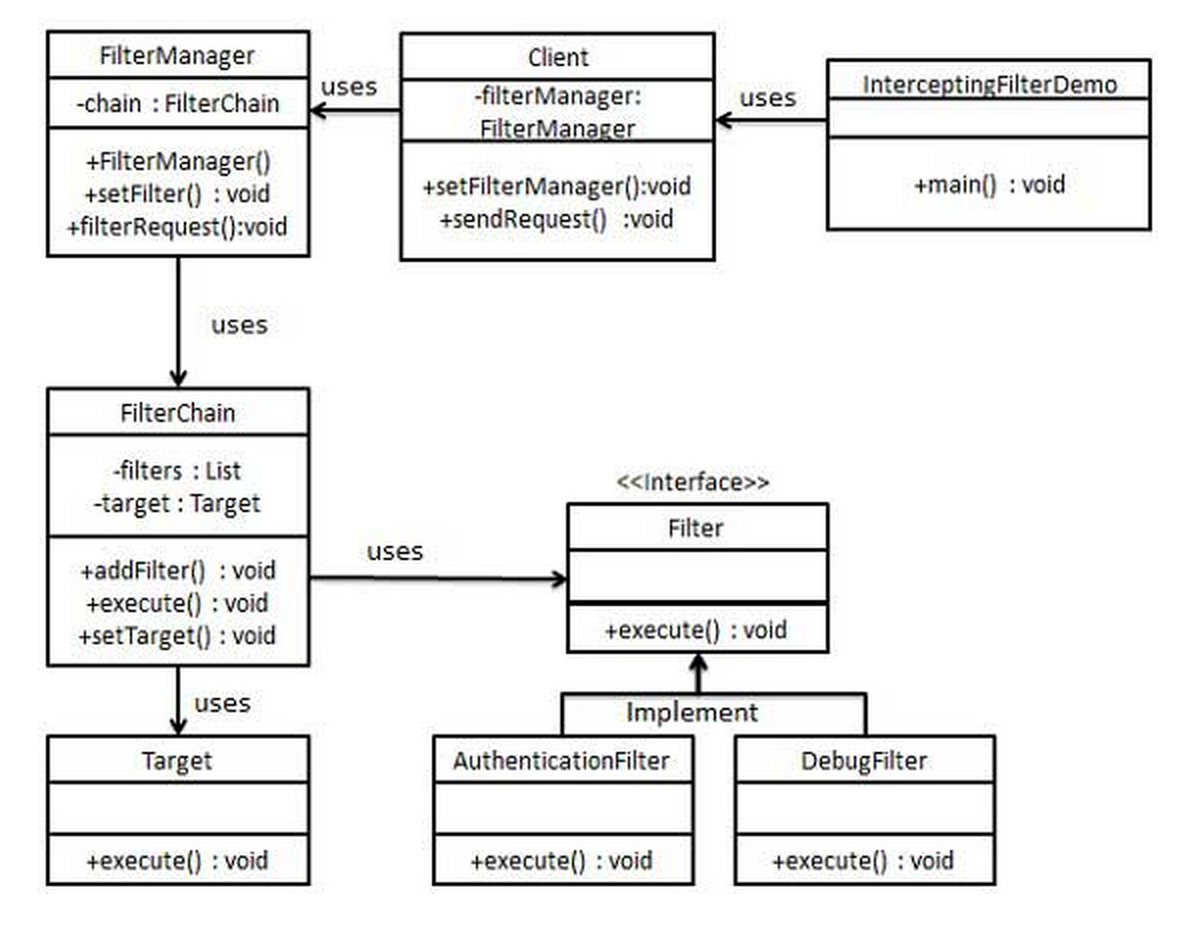 FilterManager
-chain : FilterChain
+FilterManager()
+setFilter() : void
+filterRequest():void
uses
Client
-filterManager:
FilterManager
+setFilterManager():void
+sendRequest() :void
uses
InterceptingFilterDemo
+main() : void
uses
FilterChain
-filters : List
-target : Target
+addFilter() : void
+execute() : void
+setTarget() : void
uses
<<Interface>>
Filter
+execute() : void
uses
Implement
Target
+execute() : void
AuthenticationFilter
+execute() : void
DebugFilter
+execute() : void